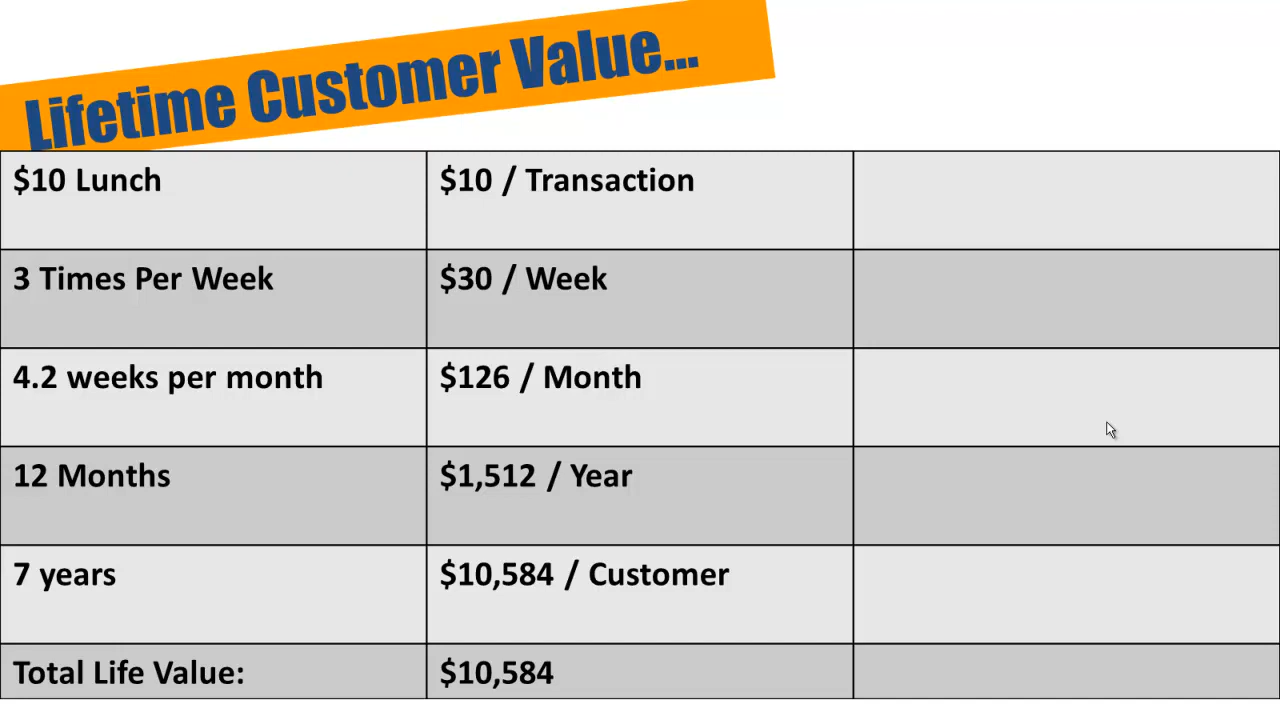 Lifetime Customer Value...
$10 Lunch
$10 / Transaction
3 Times Per Week
$30 / Week
4.2 weeks per month
$126 / Month
12 Months
$1,512 / Year
7 years
$10,584 / Customer
Total Life Value:
$10,584